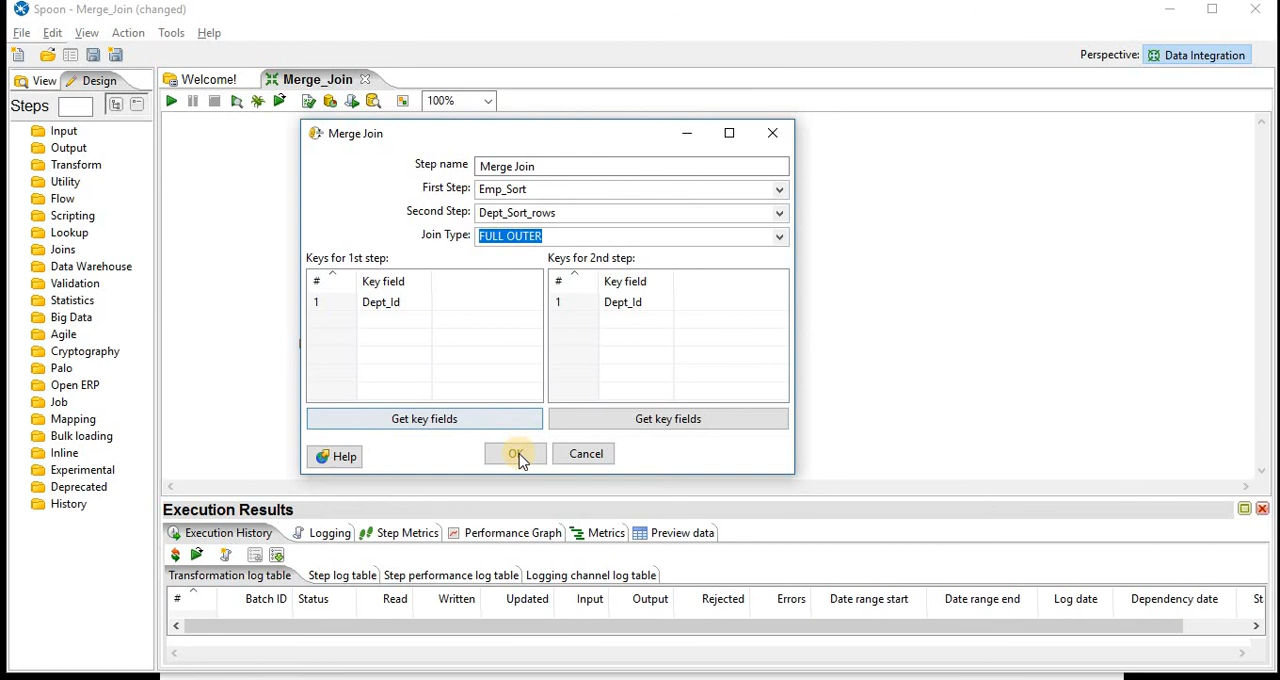 Spoon - Merge_Join (changed)
File Edit View Action Tools Help
Perspective: Data Integration
View Design
Welcome! Merge_Join
Steps
100%
Input
Output
Transform
Utility
Flow
Scripting
Lookup
Joins
Data Warehouse
Validation
Statistics
Big Data
Agile
Cryptography
Palo
Open ERP
Job
Mapping
Bulk loading
Inline
Experimental
Deprecated
History
Merge Join
Step name Merge Join
First Step: Emp_Sort
Second Step: Dept_Sort_rows
Join Type: FULL OUTER
Keys for 1st step: Keys for 2nd step:
# Key field # Key field
1 Dept_Id 1 Dept_Id
Get key fields Get key fields
Help OK Cancel
Execution Results
Execution History Logging Step Metrics Performance Graph Metrics Preview data
Transformation log table Step log table Step performance log table Logging channel log table
# Batch ID Status Read Written Updated Input Output Rejected Errors Date range start Date range end Log date Dependency date St